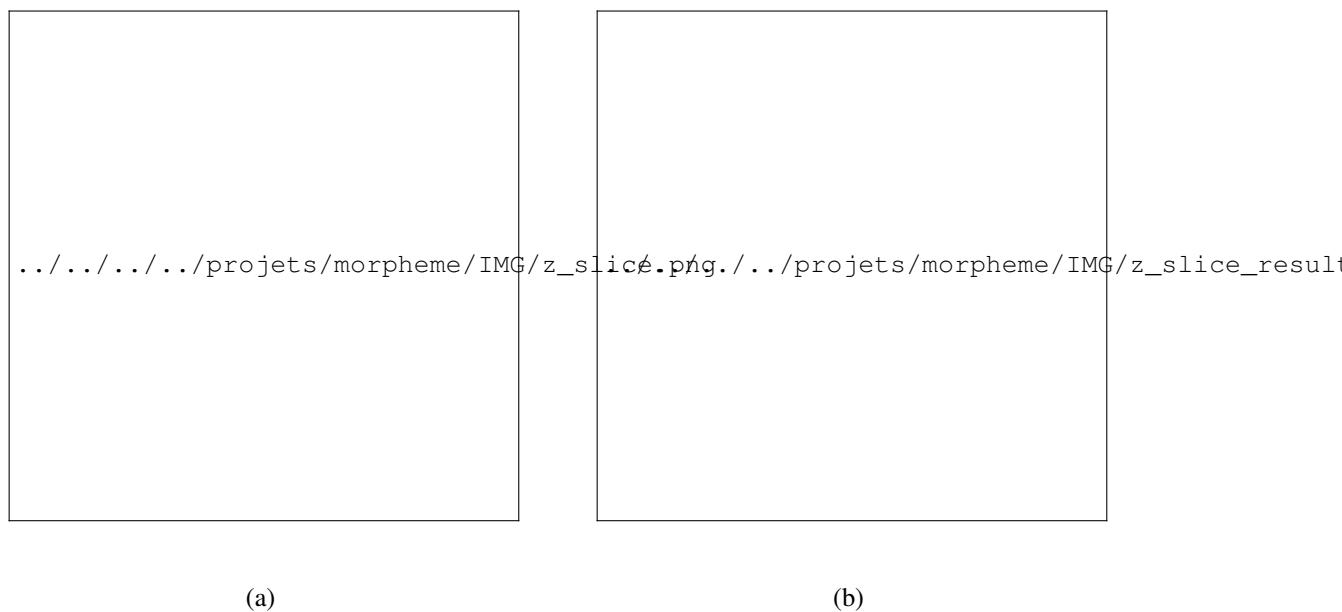 ../../../../projets/morpheme/IMG/z_slice.png
../../../../projets/morpheme/IMG/z_slice_result
(a)
(b)